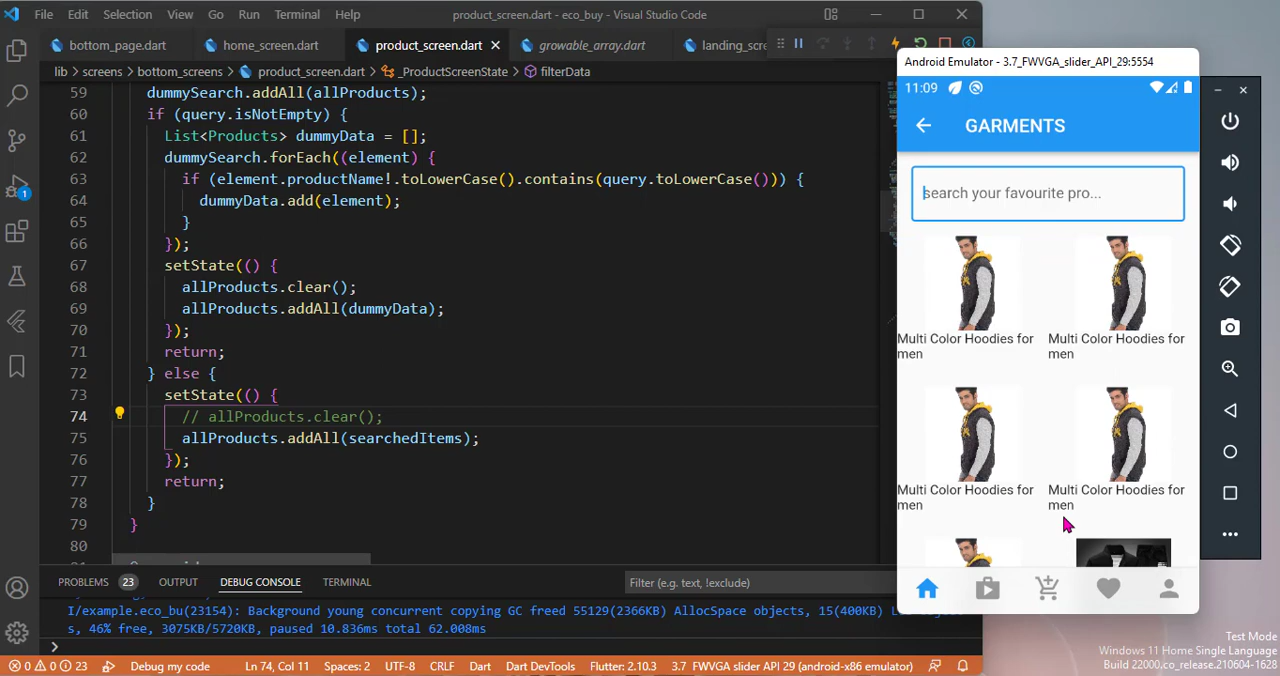 File Edit Selection View Go Run Terminal Help product_screen.dart - eco_buy - Visual Studio Code
bottom_page.dart home_screen.dart product_screen.dart growable_array.dart landing_scre
lib > screens > bottom_screens > product_screen.dart > _ProductScreenState > filterData
59 dummySearch.addAll(allProducts);
60 if (query.isNotEmpty) {
61 List<Products> dummyData = [];
62 dummySearch.forEach((element) {
63 if (element.productName!.toLowerCase().contains(query.toLowerCase())) {
64 dummyData.add(element);
65 }
66 });
67 setState(() {
68 allProducts.clear();
69 allProducts.addAll(dummyData);
70 });
71 return;
72 } else {
73 setState(() {
74 // allProducts.clear();
75 allProducts.addAll(searchedItems);
76 });
77 return;
78 }
79 }
80
PROBLEMS 23 OUTPUT DEBUG CONSOLE TERMINAL Filter (e.g. text, !exclude)
I/example.eco_bu(23154): Background young concurrent copying GC freed 55129(2366KB) AllocSpace objects, 15(400KB)
s, 46% free, 3075KB/5720KB, paused 10.836ms total 62.008ms
0 0 23 Debug my code Ln 74, Col 11 Spaces: 2 UTF-8 CRLF Dart Dart DevTools Flutter: 2.10.3 3.7 FWVGA slider API 29 (android-x86 emulator)
1
Android Emulator - 3.7_FWVGA_slider_API_29:5554
11:09
GARMENTS
search your favourite pro...
Multi Color Hoodies for men
Multi Color Hoodies for men
Multi Color Hoodies for men
Multi Color Hoodies for men
Test Mode
Windows 11 Home Single Language
Build 22000.co_release.210604-1628